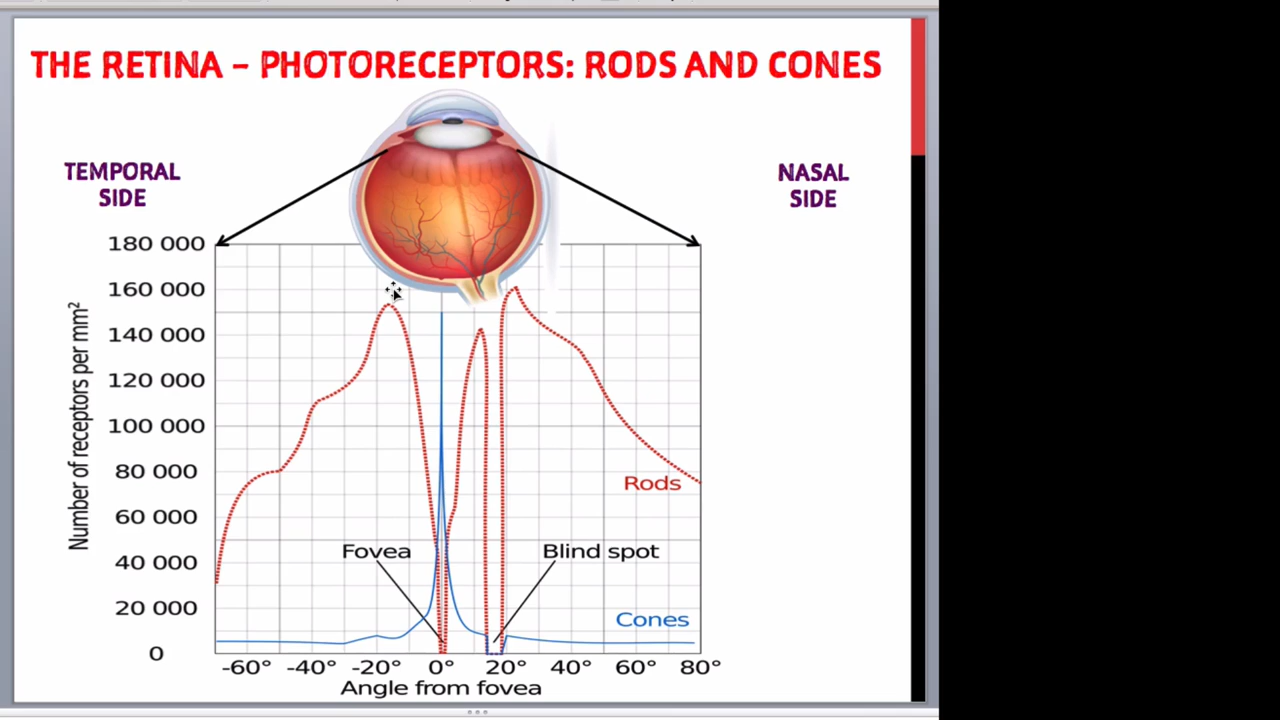 THE RETINA – PHOTORECEPTORS: RODS AND CONES
TEMPORAL
SIDE
NASAL
SIDE
Number of receptors per mm²
180 000
160 000
140 000
120 000
100 000
80 000
60 000
40 000
20 000
0
Rods
Fovea
Blind spot
Cones
-60° -40° -20° 0° 20° 40° 60° 80°
Angle from fovea